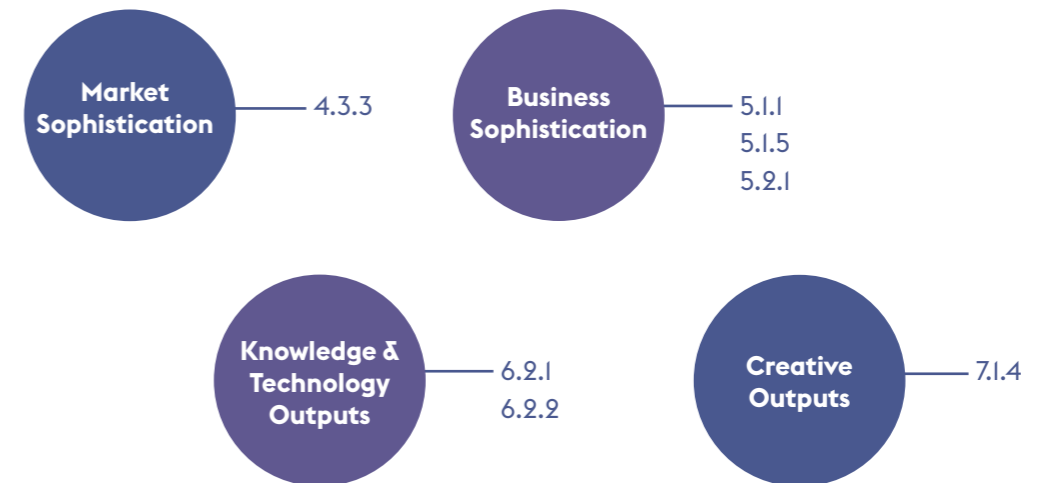 Market
Sophistication
4.3.3
Business
Sophistication
5.1.1
5.1.5
5.2.1
Knowledge &
Technology
Outputs
6.2.1
6.2.2
Creative
Outputs
7.1.4